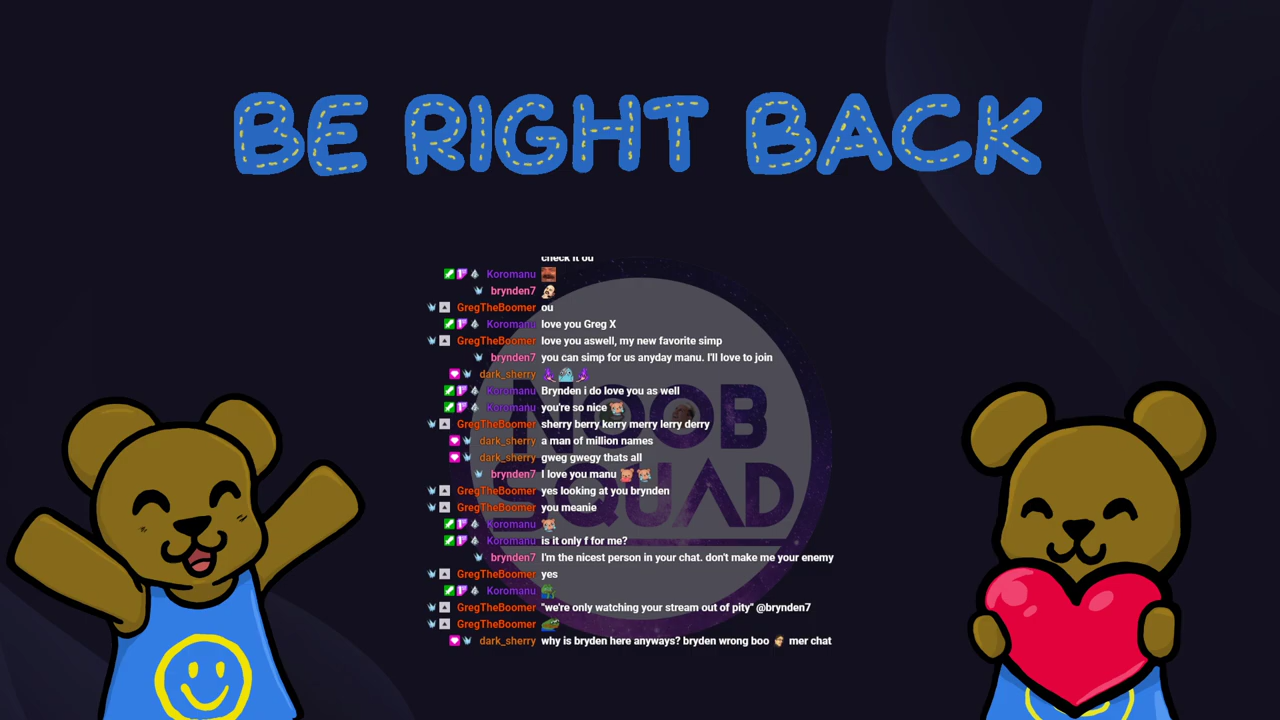 BE RIGHT BACK
check it ou
Koromanu
brynden7
GregTheBoomer ou
Koromanu love you Greg X
GregTheBoomer love you aswell, my new favorite simp
brynden7 you can simp for us anyday manu. I'll love to join
dark_sherry
Koromanu Brynden i do love you as well
Koromanu you're so nice
GregTheBoomer sherry berry kerry merry lerry derry
dark_sherry a man of million names
dark_sherry gweg gwegy thats all
brynden7 I love you manu
GregTheBoomer yes looking at you brynden
GregTheBoomer you meanie
Koromanu
Koromanu is it only f for me?
brynden7 I'm the nicest person in your chat. don't make me your enemy
GregTheBoomer yes
Koromanu
GregTheBoomer "we're only watching your stream out of pity" @brynden7
GregTheBoomer
dark_sherry why is bryden here anyways? bryden wrong boo mer chat
NOOB
SQUAD